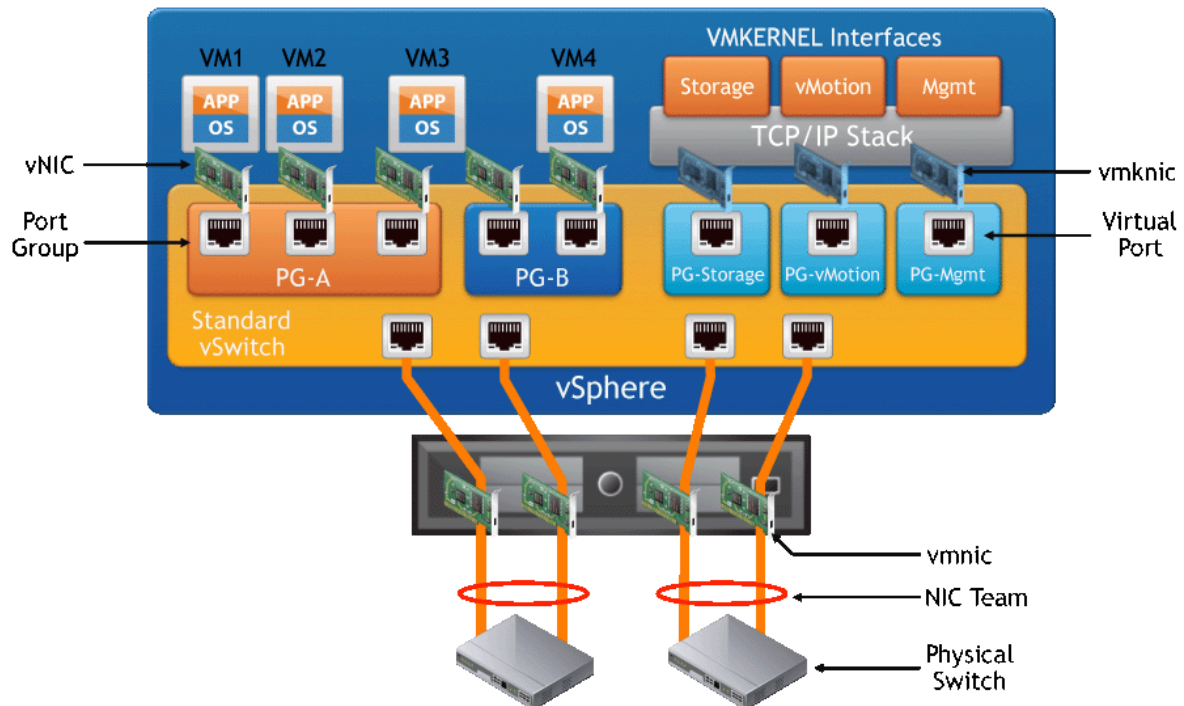 VM1
VM2
VM3
VM4
VMKERNEL Interfaces
APP
OS
APP
OS
APP
OS
APP
OS
Storage
vMotion
Mgmt
TCP/IP Stack
vNIC
vmknic
Port
Group
Virtual
Port
PG-A
PG-B
PG-Storage
PG-vMotion
PG-Mgmt
Standard
vSwitch
vSphere
vmnic
NIC Team
Physical
Switch